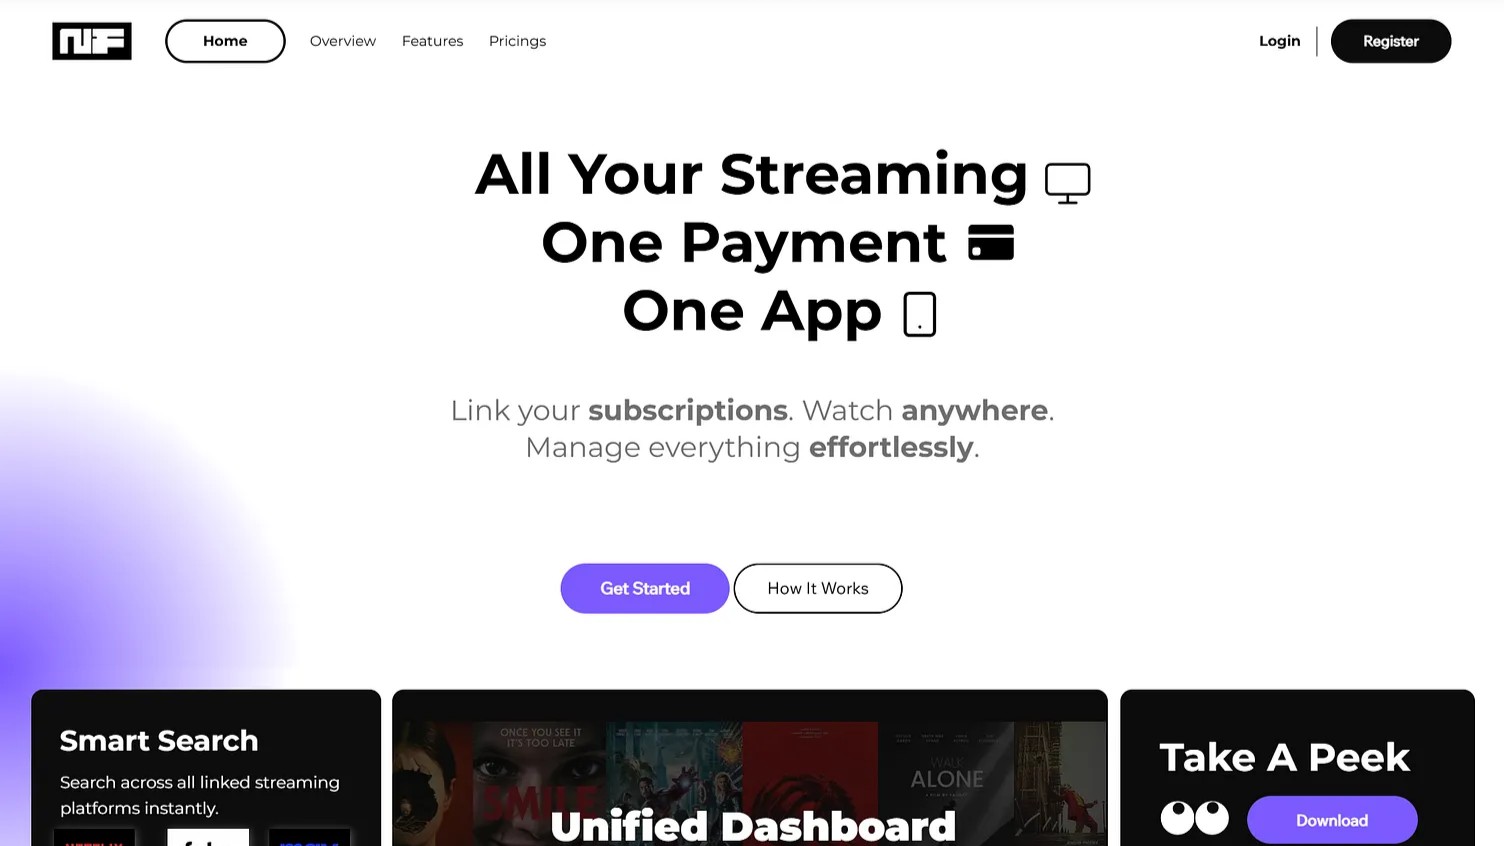 NF
Home
Overview
Features
Pricings
Login
Register
All Your Streaming
One Payment
One App
Link your subscriptions. Watch anywhere.
Manage everything effortlessly.
Get Started
How It Works
Smart Search
Search across all linked streaming
platforms instantly.
ONCE YOU SEE IT
IT'S TOO LATE
SMILE
WALK
ALONE
Unified Dashboard
Take A Peek
Download